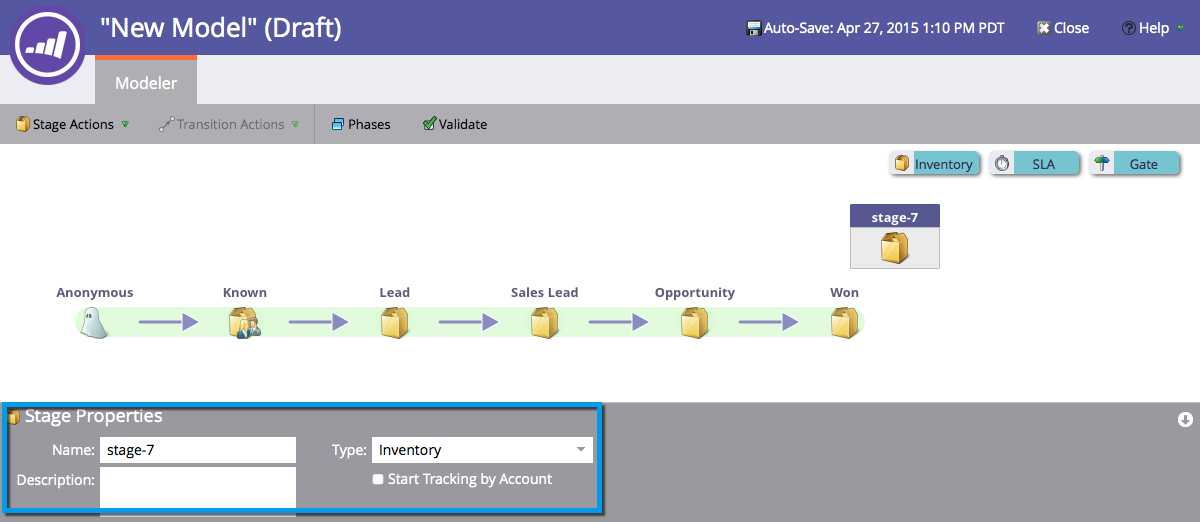 "New Model" (Draft)
Auto-Save: Apr 27, 2015 1:10 PM PDT
Close
Help
Modeler
Stage Actions
Transition Actions
Phases
Validate
Inventory
SLA
Gate
stage-7
Anonymous
Known
Lead
Sales Lead
Opportunity
Won
Stage Properties
Name: stage-7
Type: Inventory
Description:
Start Tracking by Account